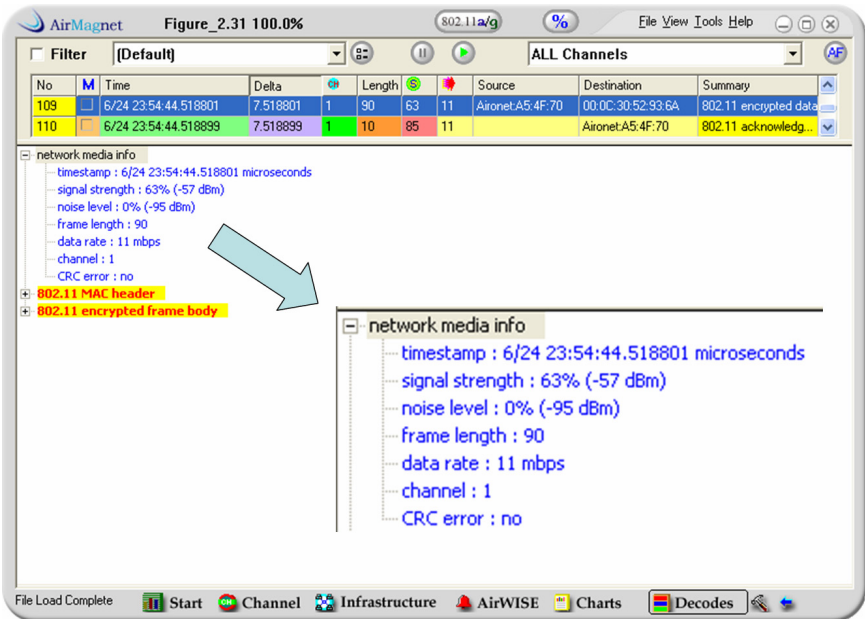 AirMagnet Figure_2.31 100.0% 802.11a/g % File View Tools Help
Filter (Default) ALL Channels AF
No M Time Delta CH Length S Source Destination Summary
109 6/24 23:54:44.518801 7.518801 1 90 63 11 Aironet:A5:4F:70 00:0C:30:52:93:6A 802.11 encrypted data
110 6/24 23:54:44.518899 7.518899 1 10 85 11 Aironet:A5:4F:70 802.11 acknowledg...
network media info
timestamp : 6/24 23:54:44.518801 microseconds
signal strength : 63% (-57 dBm)
noise level : 0% (-95 dBm)
frame length : 90
data rate : 11 mbps
channel : 1
CRC error : no
802.11 MAC header
802.11 encrypted frame body
network media info
timestamp : 6/24 23:54:44.518801 microseconds
signal strength : 63% (-57 dBm)
noise level : 0% (-95 dBm)
frame length : 90
data rate : 11 mbps
channel : 1
CRC error : no
File Load Complete Start CH Channel Infrastructure AirWISE Charts Decodes